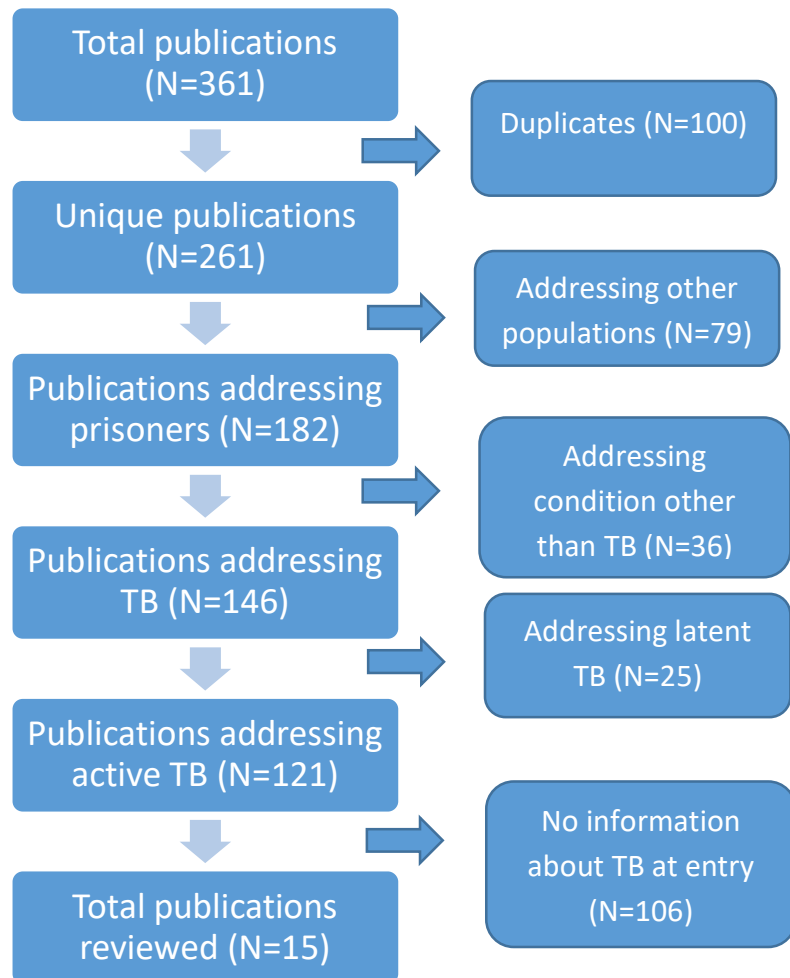 Total publications
(N=361)
Duplicates (N=100)
Unique publications
(N=261)
Addressing other
populations (N=79)
Publications addressing
prisoners (N=182)
Addressing
condition other
than TB (N=36)
Publications addressing
TB (N=146)
Addressing latent
TB (N=25)
Publications addressing
active TB (N=121)
No information
about TB at entry
(N=106)
Total publications
reviewed (N=15)